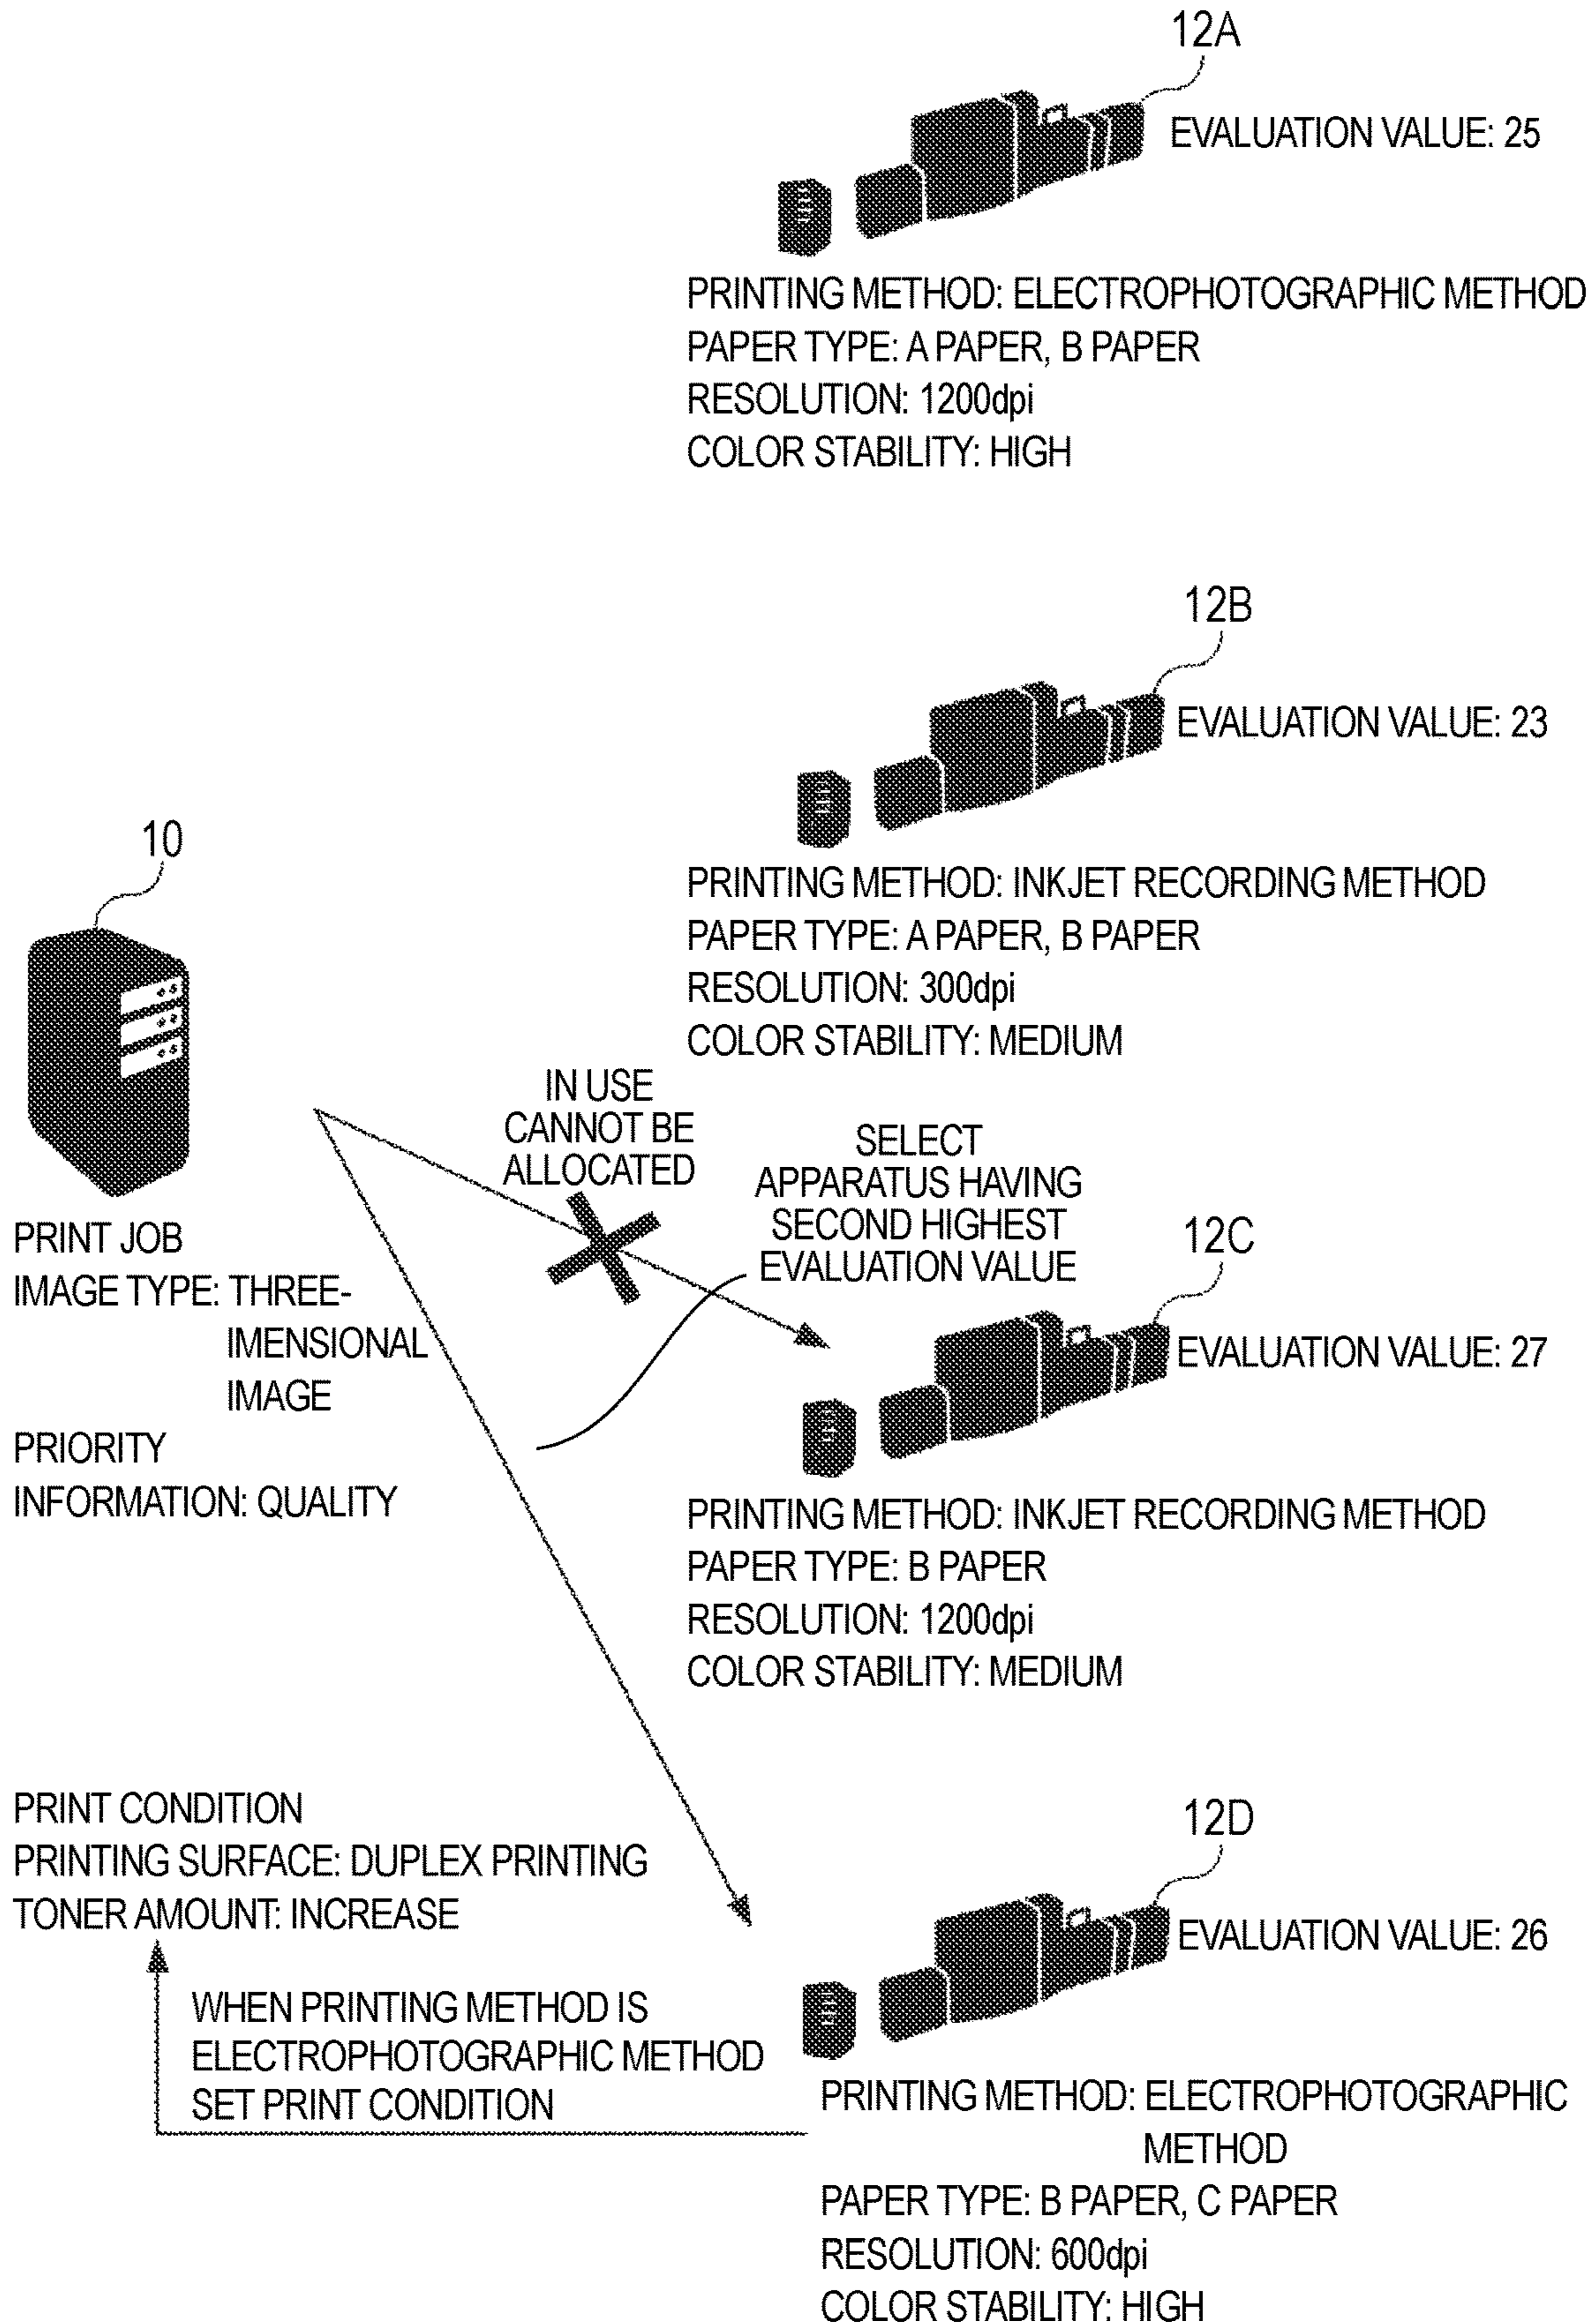 12A
EVALUATION VALUE: 25
PRINTING METHOD: ELECTROPHOTOGRAPHIC METHOD
PAPER TYPE: A PAPER, B PAPER
RESOLUTION: 1200dpi
COLOR STABILITY: HIGH
12B
EVALUATION VALUE: 23
PRINTING METHOD: INKJET RECORDING METHOD
PAPER TYPE: A PAPER, B PAPER
RESOLUTION: 300dpi
COLOR STABILITY: MEDIUM
10
PRINT JOB
IMAGE TYPE: THREE-
IMENSIONAL
IMAGE
PRIORITY
INFORMATION: QUALITY
IN USE
CANNOT BE
ALLOCATED
SELECT
APPARATUS HAVING
SECOND HIGHEST
EVALUATION VALUE
12C
EVALUATION VALUE: 27
PRINTING METHOD: INKJET RECORDING METHOD
PAPER TYPE: B PAPER
RESOLUTION: 1200dpi
COLOR STABILITY: MEDIUM
PRINT CONDITION
PRINTING SURFACE: DUPLEX PRINTING
TONER AMOUNT: INCREASE
WHEN PRINTING METHOD IS
ELECTROPHOTOGRAPHIC METHOD
SET PRINT CONDITION
12D
EVALUATION VALUE: 26
PRINTING METHOD: ELECTROPHOTOGRAPHIC
METHOD
PAPER TYPE: B PAPER, C PAPER
RESOLUTION: 600dpi
COLOR STABILITY: HIGH